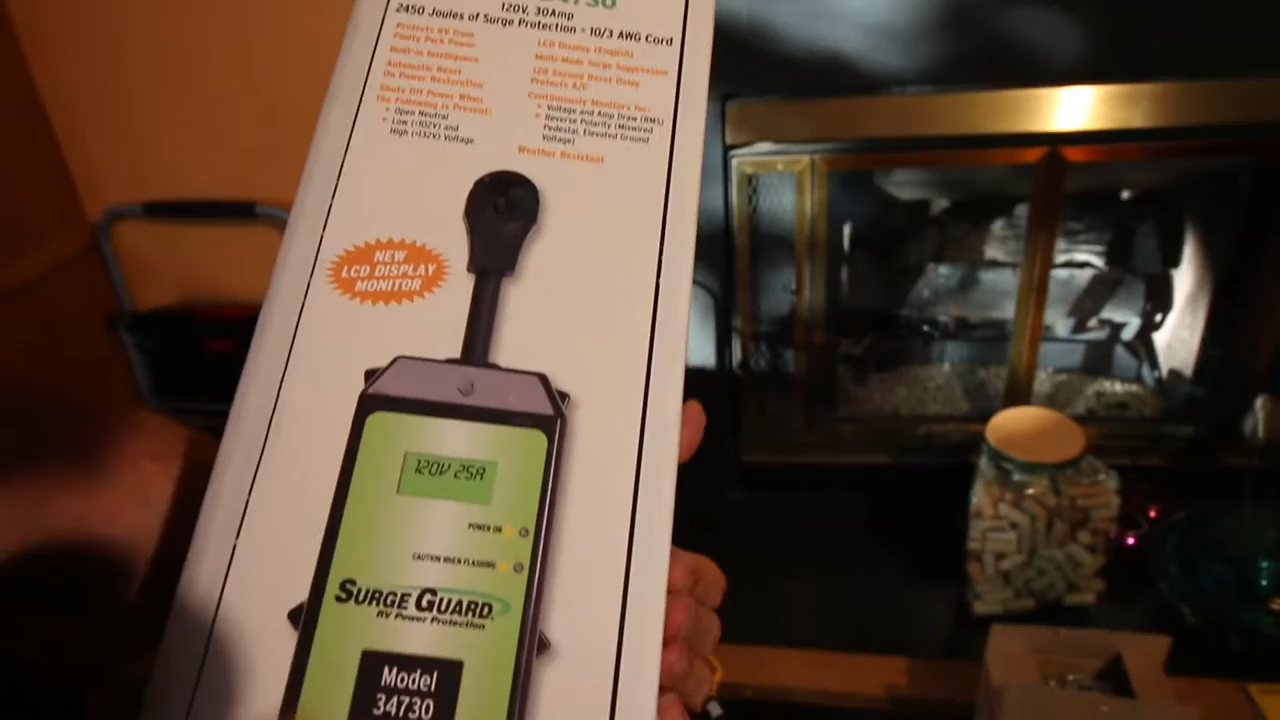 34730
120V, 30Amp
2450 Joules of Surge Protection • 10/3 AWG Cord
Protects RV from
Faulty Park Power
Built-in Intelligence
Automatic Reset
On Power Restoration
Shuts Off Power When
the Following is Present:
Open Neutral
Low (<102V) and
High (>132V) Voltage
LCD Display (English)
Multi-Mode Surge Suppression
128 Second Reset Delay
Protects A/C
Continuously Monitors for:
Voltage and Amp Draw (RMS)
Reverse Polarity (Miswired
Pedestal, Elevated Ground
Voltage)
Weather Resistant
NEW
LCD DISPLAY
MONITOR
120V 25A
POWER ON
CAUTION WHEN FLASHING
SURGE GUARD
RV Power Protection
Model
34730